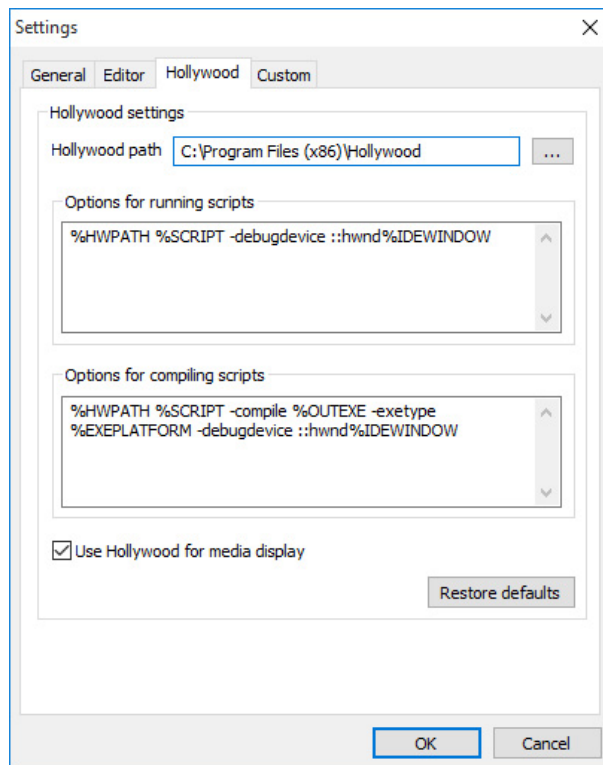 Settings
General Editor Hollywood Custom
Hollywood settings
Hollywood path C:\Program Files (x86)\Hollywood ...
Options for running scripts
%HWPATH %SCRIPT -debugdevice ::hwnd%IDEWINDOW
Options for compiling scripts
%HWPATH %SCRIPT -compile %OUTEXE -exetype
%EXEPLATFORM -debugdevice ::hwnd%IDEWINDOW
Use Hollywood for media display
Restore defaults
OK Cancel